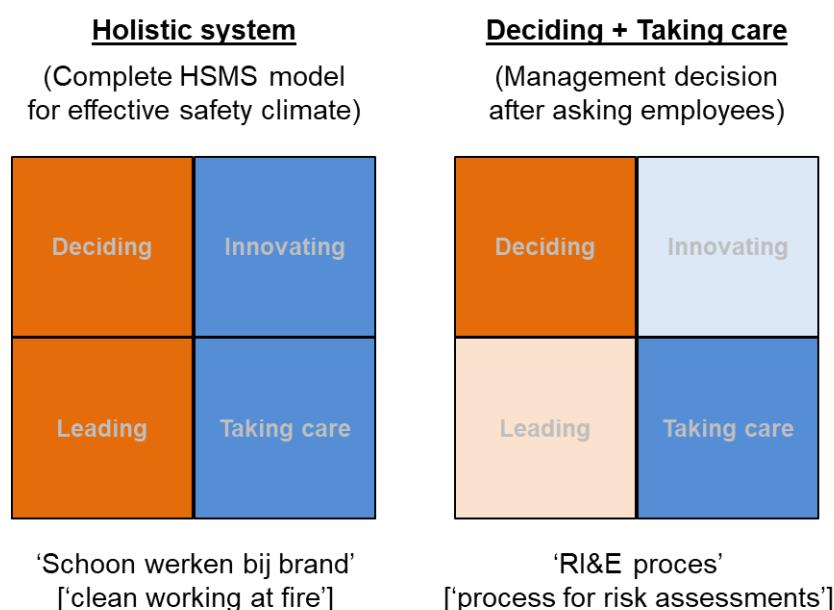 Holistic system
(Complete HSMS model
for effective safety climate)
Deciding
Innovating
Leading
Taking care
‘Schoon werken bij brand’
[‘clean working at fire’]
Deciding + Taking care
(Management decision
after asking employees)
Deciding
Innovating
Leading
Taking care
‘RI&E proces’
[‘process for risk assessments’]